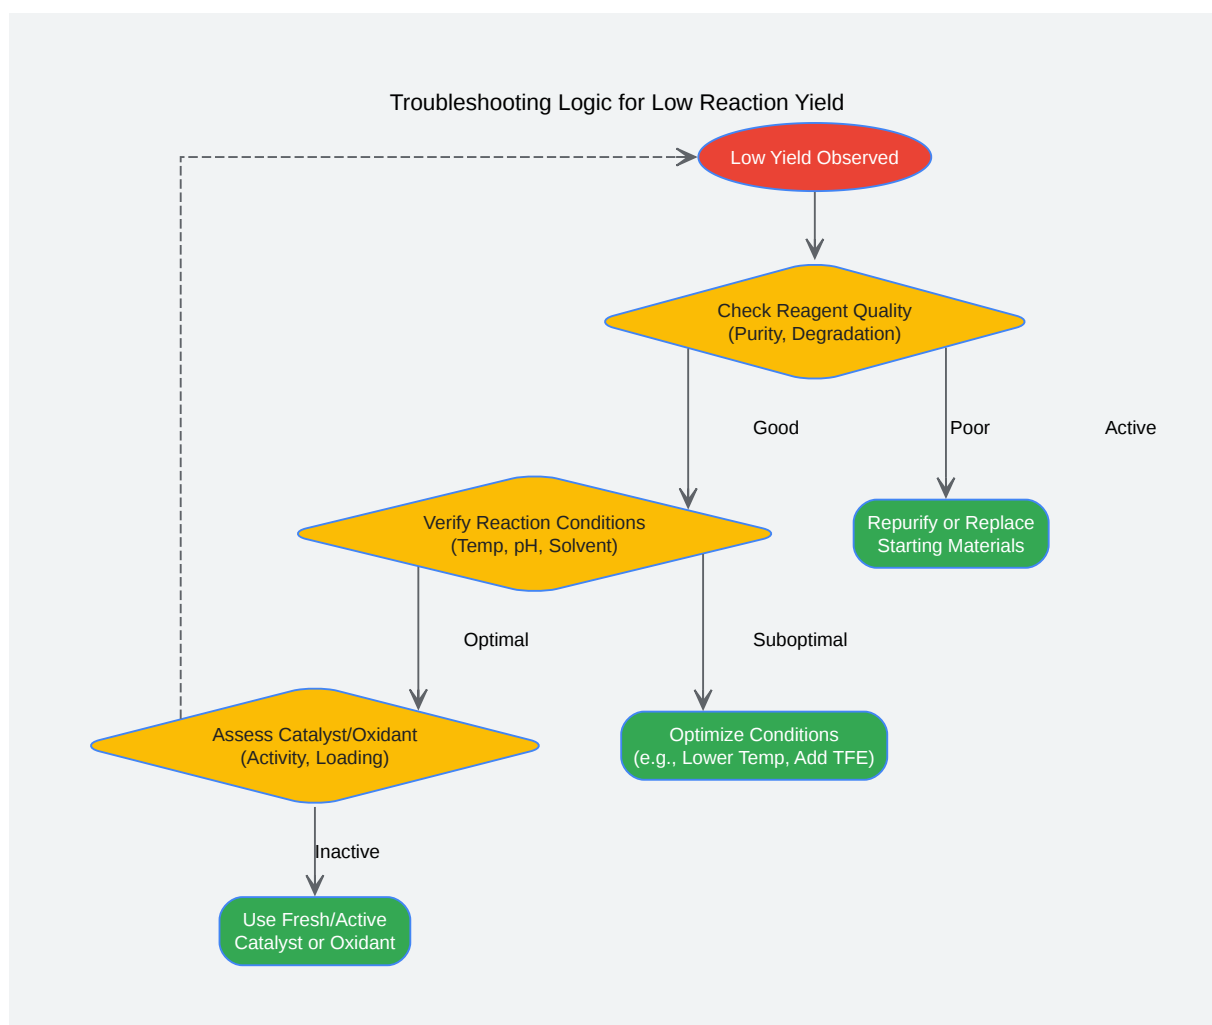 Troubleshooting Logic for Low Reaction Yield
Low Yield Observed
Check Reagent Quality
(Purity, Degradation)
Good
Poor
Active
Verify Reaction Conditions
(Temp, pH, Solvent)
Repurify or Replace
Starting Materials
Optimal
Suboptimal
Assess Catalyst/Oxidant
(Activity, Loading)
Optimize Conditions
(e.g., Lower Temp, Add TFE)
Inactive
Use Fresh/Active
Catalyst or Oxidant